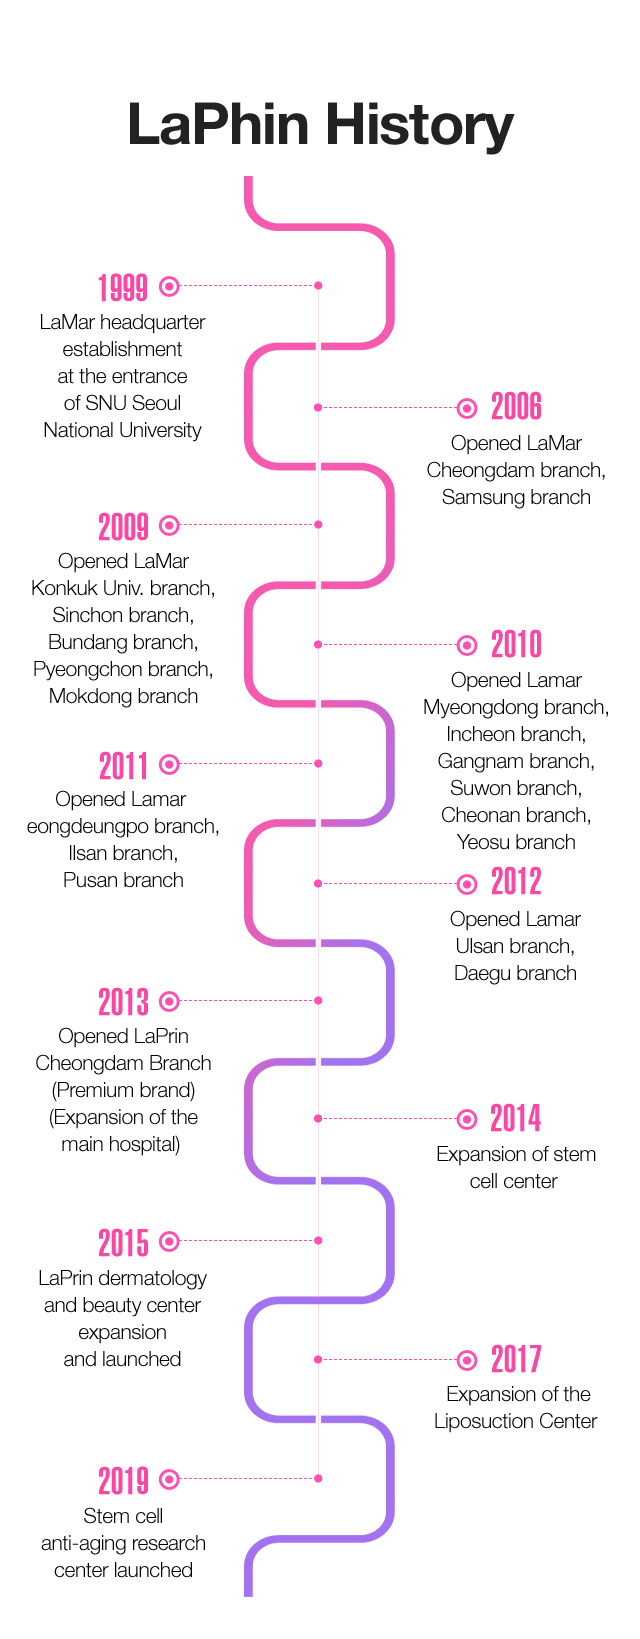 LaPhin History
1999
LaMar headquarter
establishment
at the entrance
of SNU Seoul
National University
2006
Opened LaMar
Cheongdam branch,
Samsung branch
2009
Opened LaMar
Konkuk Univ. branch,
Sinchon branch,
Bundang branch,
Pyeongchon branch,
Mokdong branch
2010
Opened Lamar
Myeongdong branch,
Incheon branch,
Gangnam branch,
Suwon branch,
Cheonan branch,
Yeosu branch
2011
Opened Lamar
eongdeungpo branch,
Ilsan branch,
Pusan branch
2012
Opened Lamar
Ulsan branch,
Daegu branch
2013
Opened LaPrin
Cheongdam Branch
(Premium brand)
(Expansion of the
main hospital)
2014
Expansion of stem
cell center
2015
LaPrin dermatology
and beauty center
expansion
and launched
2017
Expansion of the
Liposuction Center
2019
Stem cell
anti-aging research
center launched